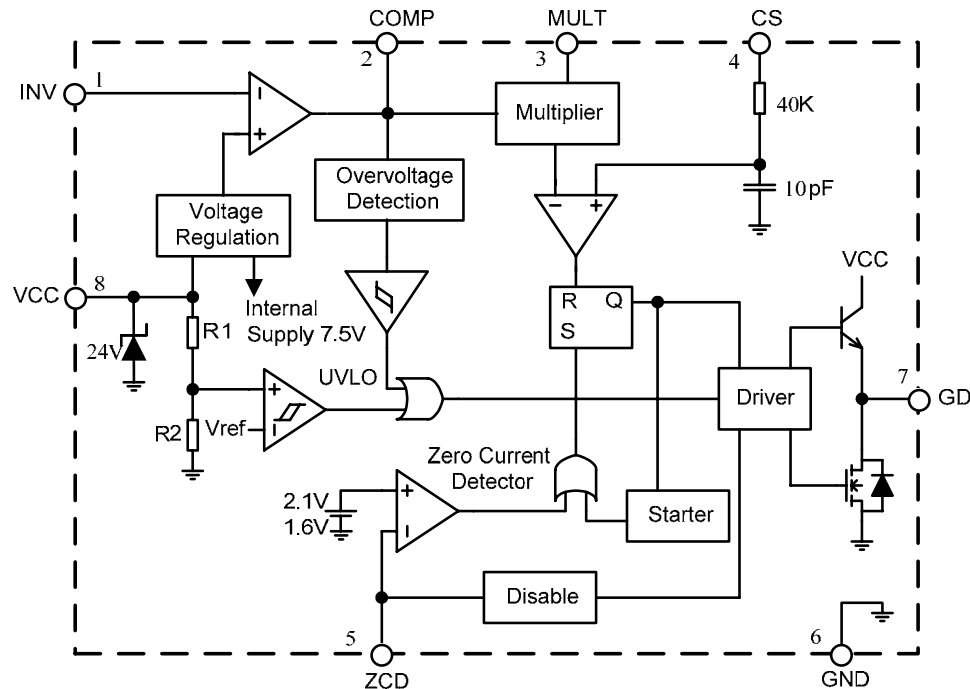 COMP
MULT
CS
2
3
4
INV
1
40K
Multiplier
Overvoltage
Detection
10pF
Voltage
Regulation
VCC
8
VCC
Internal
Supply 7.5V
R Q
S
R1
24V
UVLO
7
GD
Driver
R2
Vref
Zero Current
Detector
2.1V
1.6V
Starter
Disable
5
6
ZCD
GND